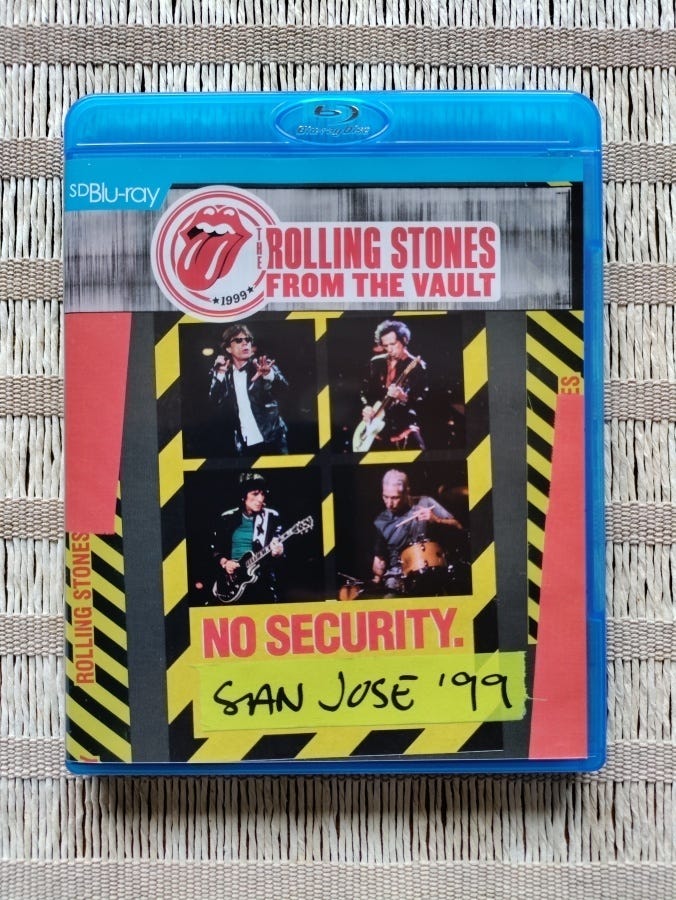 Blu-ray Disc
SD Blu-ray
THE
ROLLING STONES
FROM THE VAULT
★1999★
ES
ROLLING STONES
NO SECURITY.
SAN JOSE '99